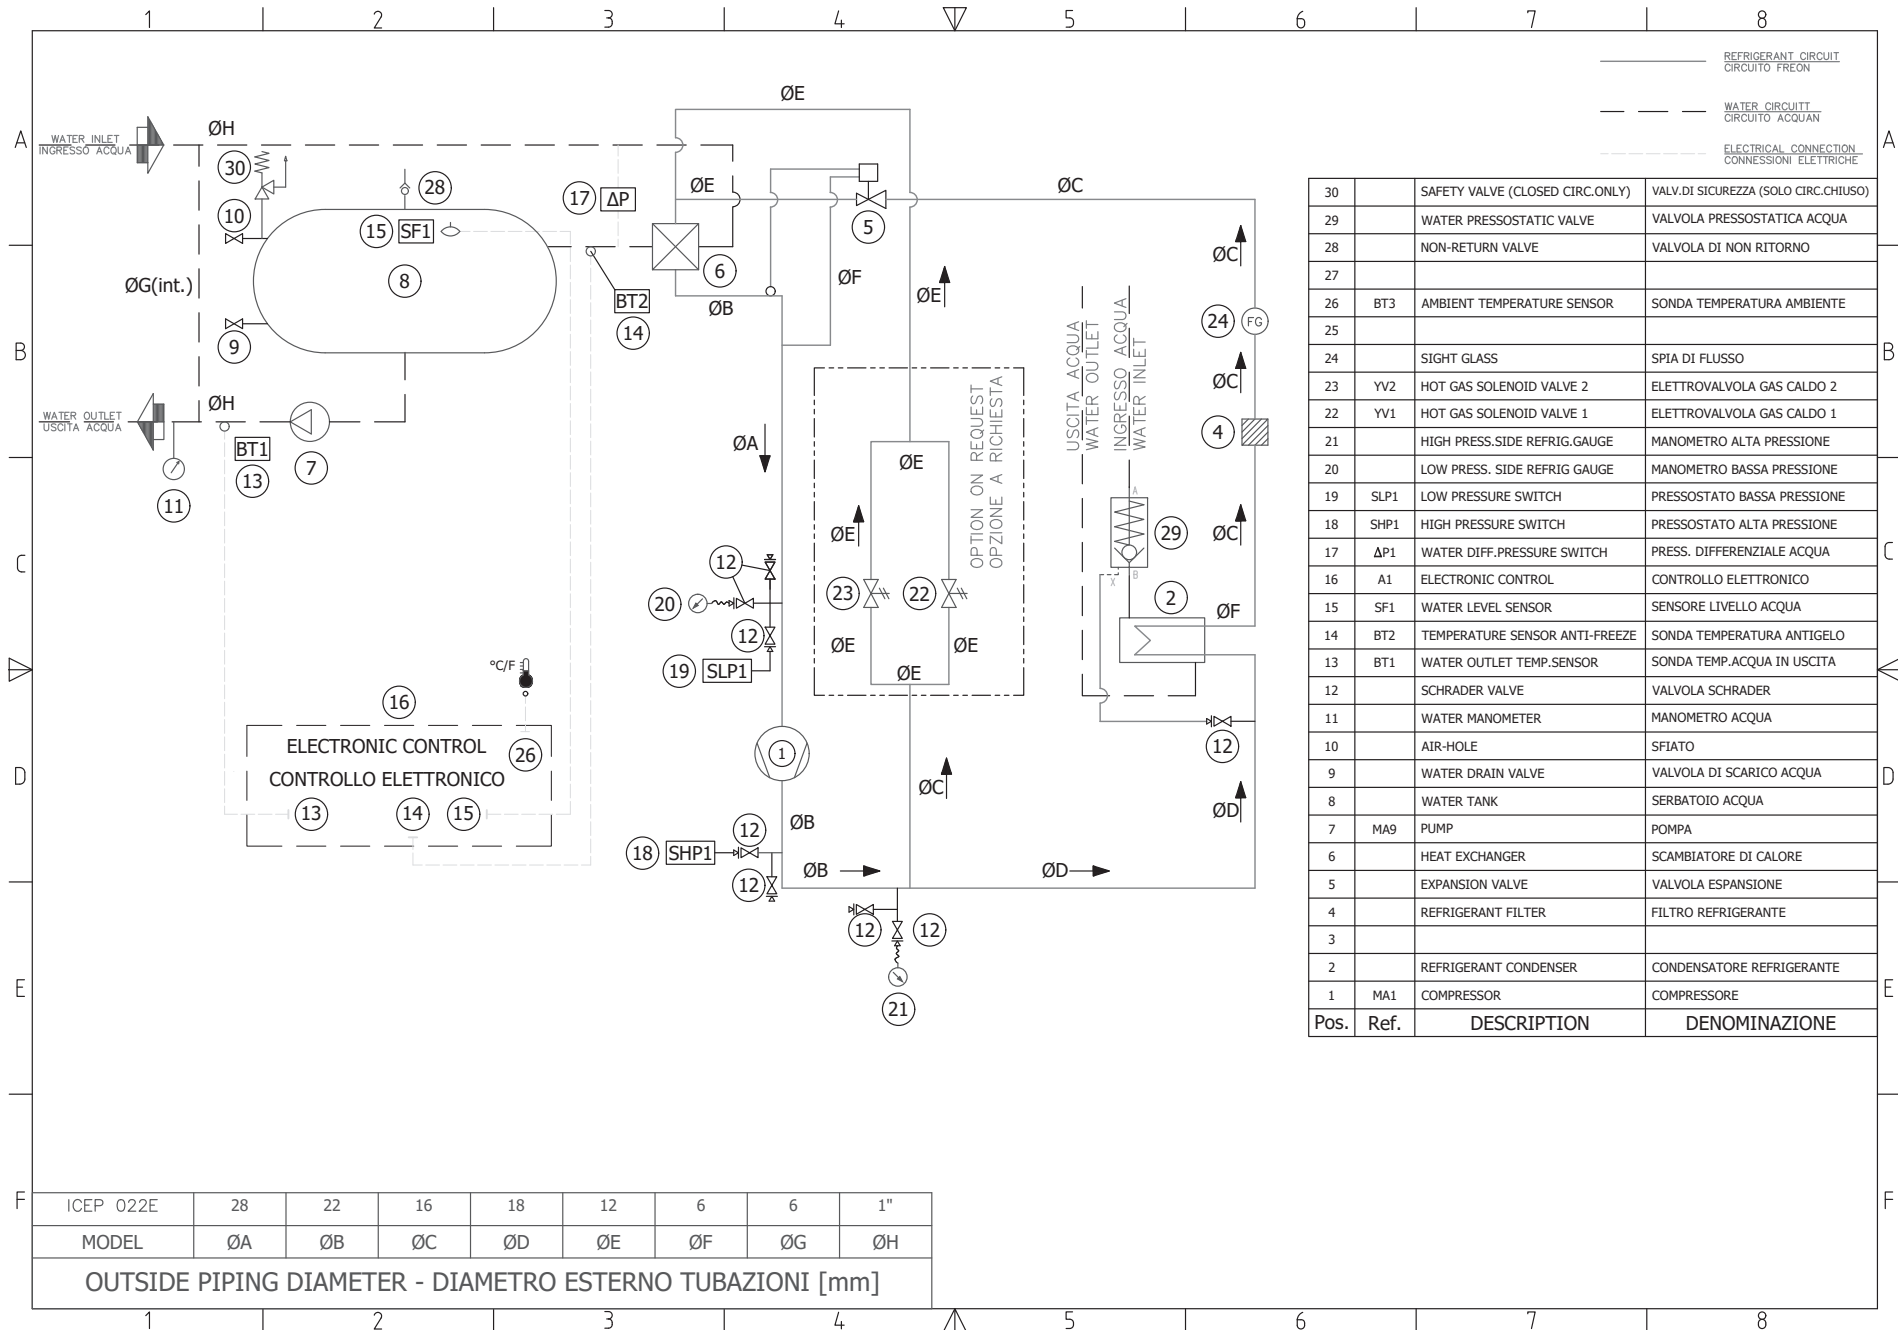 1 2 3 4 5 6 7 8
A
B
C
D
E
F
A
B
C
D
E
F
REFRIGERANT CIRCUIT
CIRCUITO FREON
WATER CIRCUITT
CIRCUITO ACQUAN
ELECTRICAL CONNECTION
CONNESSIONI ELETTRICHE
WATER INLET
INGRESSO ACQUA
ØH
30
10
28
15 SF1
8
ØG(int.)
9
WATER OUTLET
USCITA ACQUA
ØH
BT1
13
7
11
17 ΔP
6
BT2
14
ØE
ØE
5
ØC
ØB
ØF
ØE
ØA
OPTION ON REQUEST
OPZIONE A RICHIESTA
ØE
ØE
23
22
ØE
ØE
ØE
USCITA ACQUA
WATER OUTLET
INGRESSO ACQUA
WATER INLET
ØC
24 FG
ØC
4
ØC
A
29
X
B
2
ØF
12
12
20
12
19 SLP1
°C/F
16
ELECTRONIC CONTROL
CONTROLLO ELETTRONICO
26
13
14
15
1
ØC
ØD
ØB
12
18 SHP1
12
ØB
ØD
12
12
21
30 SAFETY VALVE (CLOSED CIRC.ONLY) VALV.DI SICUREZZA (SOLO CIRC.CHIUSO)
29 WATER PRESSOSTATIC VALVE VALVOLA PRESSOSTATICA ACQUA
28 NON-RETURN VALVE VALVOLA DI NON RITORNO
27
26 BT3 AMBIENT TEMPERATURE SENSOR SONDA TEMPERATURA AMBIENTE
25
24 SIGHT GLASS SPIA DI FLUSSO
23 YV2 HOT GAS SOLENOID VALVE 2 ELETTROVALVOLA GAS CALDO 2
22 YV1 HOT GAS SOLENOID VALVE 1 ELETTROVALVOLA GAS CALDO 1
21 HIGH PRESS.SIDE REFRIG.GAUGE MANOMETRO ALTA PRESSIONE
20 LOW PRESS. SIDE REFRIG GAUGE MANOMETRO BASSA PRESSIONE
19 SLP1 LOW PRESSURE SWITCH PRESSOSTATO BASSA PRESSIONE
18 SHP1 HIGH PRESSURE SWITCH PRESSOSTATO ALTA PRESSIONE
17 ΔP1 WATER DIFF.PRESSURE SWITCH PRESS. DIFFERENZIALE ACQUA
16 A1 ELECTRONIC CONTROL CONTROLLO ELETTRONICO
15 SF1 WATER LEVEL SENSOR SENSORE LIVELLO ACQUA
14 BT2 TEMPERATURE SENSOR ANTI-FREEZE SONDA TEMPERATURA ANTIGELO
13 BT1 WATER OUTLET TEMP.SENSOR SONDA TEMP.ACQUA IN USCITA
12 SCHRADER VALVE VALVOLA SCHRADER
11 WATER MANOMETER MANOMETRO ACQUA
10 AIR-HOLE SFIATO
9 WATER DRAIN VALVE VALVOLA DI SCARICO ACQUA
8 WATER TANK SERBATOIO ACQUA
7 MA9 PUMP POMPA
6 HEAT EXCHANGER SCAMBIATORE DI CALORE
5 EXPANSION VALVE VALVOLA ESPANSIONE
4 REFRIGERANT FILTER FILTRO REFRIGERANTE
3
2 REFRIGERANT CONDENSER CONDENSATORE REFRIGERANTE
1 MA1 COMPRESSOR COMPRESSORE
Pos. Ref. DESCRIPTION DENOMINAZIONE
ICEP 022E 28 22 16 18 12 6 6 1"
MODEL ØA ØB ØC ØD ØE ØF ØG ØH
OUTSIDE PIPING DIAMETER - DIAMETRO ESTERNO TUBAZIONI [mm]
1 2 3 4 5 6 7 8